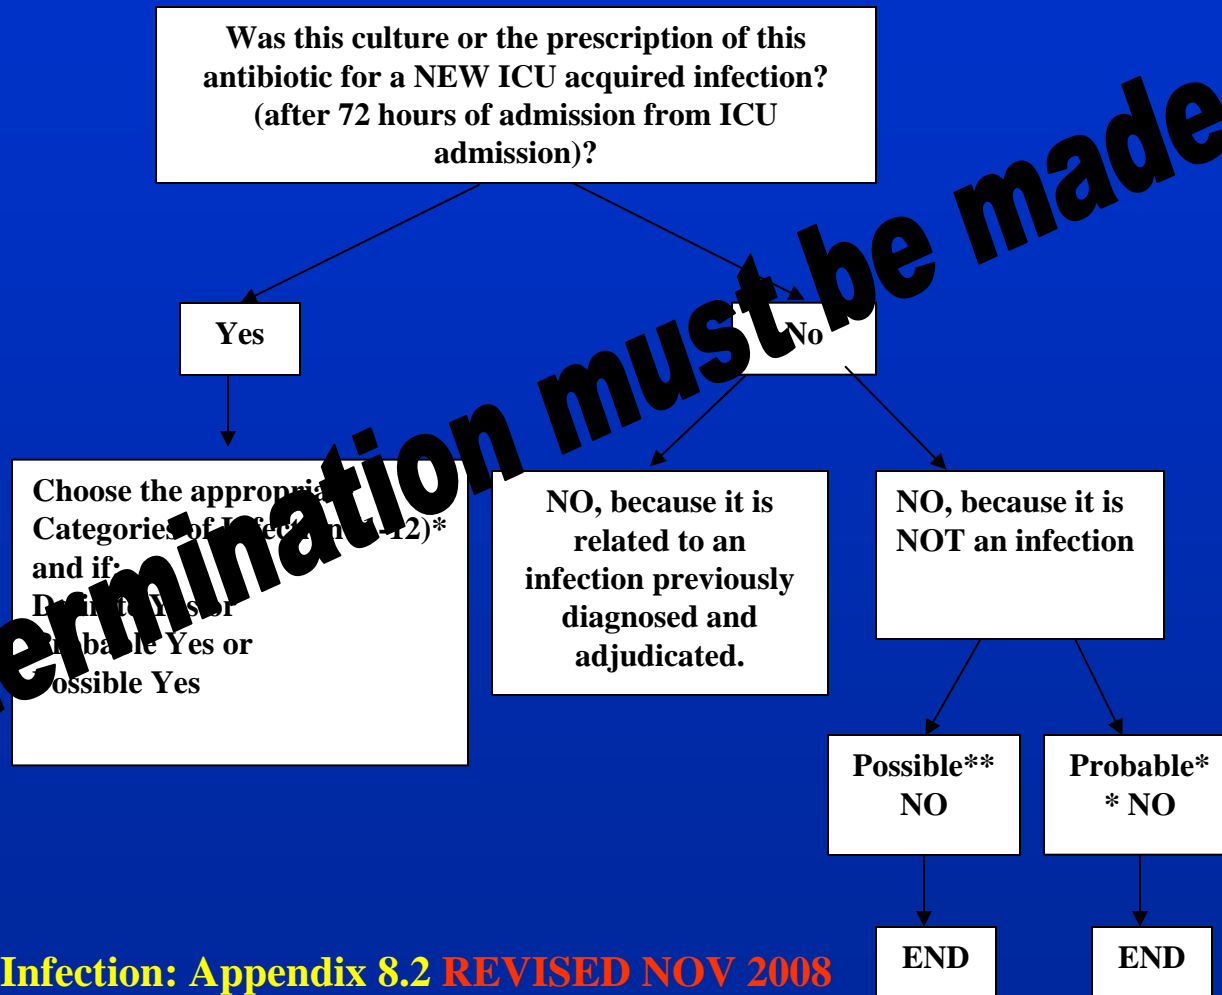 Was this culture or the prescription of this
antibiotic for a NEW ICU acquired infection?
(after 72 hours of admission from ICU
admission)?
Yes
No
Choose the
Categories of
and if:
Yes or
Yes or
Possible Yes
NO, because it is
related to an
infection previously
diagnosed and
adjudicated.
NO, because it is
NOT an infection
Possible**
NO
Probable*
* NO
END
END
must be made
Infection: Appendix 8.2 REVISED NOV 2008